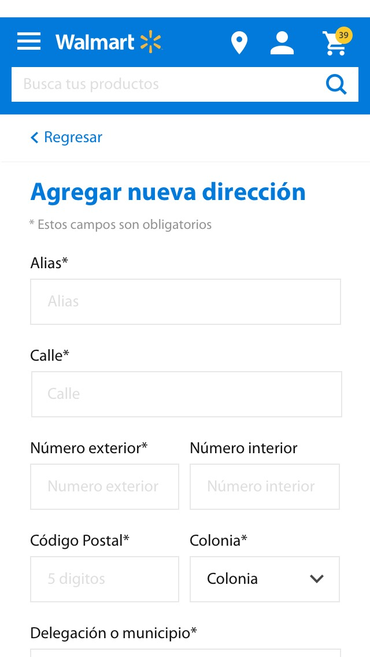 Walmart
39
Busca tus productos
Regresar
Agregar nueva dirección
* Estos campos son obligatorios
Alias*
Alias
Calle*
Calle
Número exterior* Número interior
Numero exterior Número interior
Código Postal* Colonia*
5 digitos Colonia
Delegación o municipio*